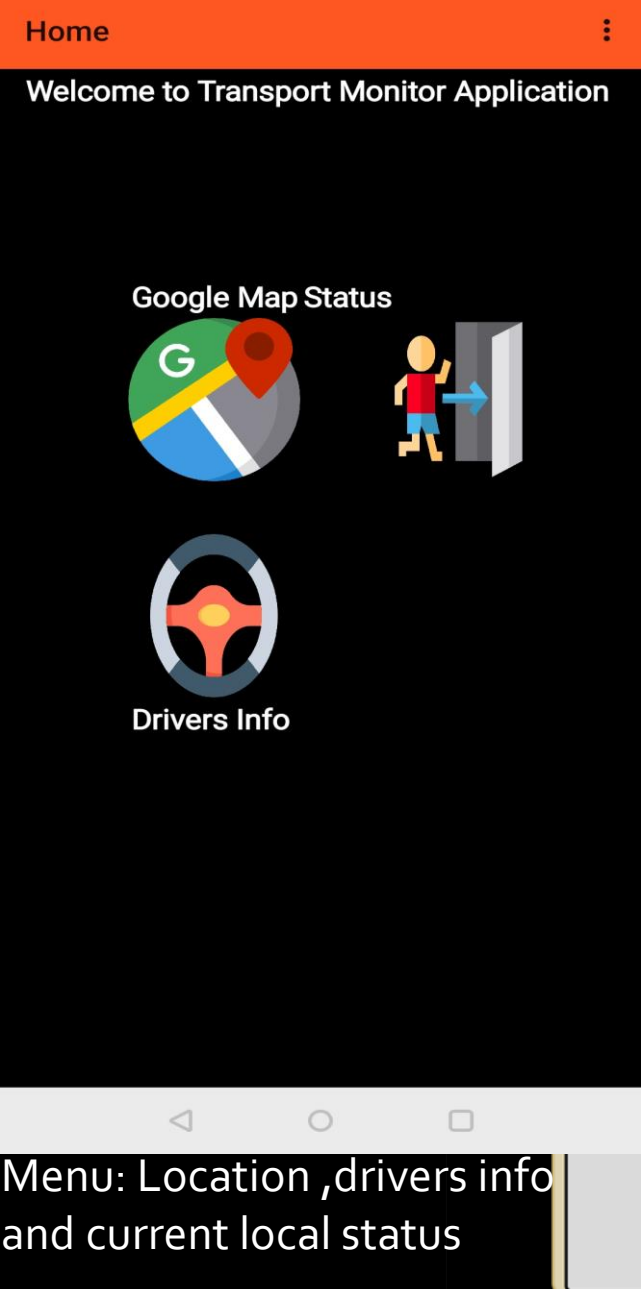 Home
Welcome to Transport Monitor Application
Google Map Status
G
Drivers Info
Menu: Location ,drivers info
and current local status